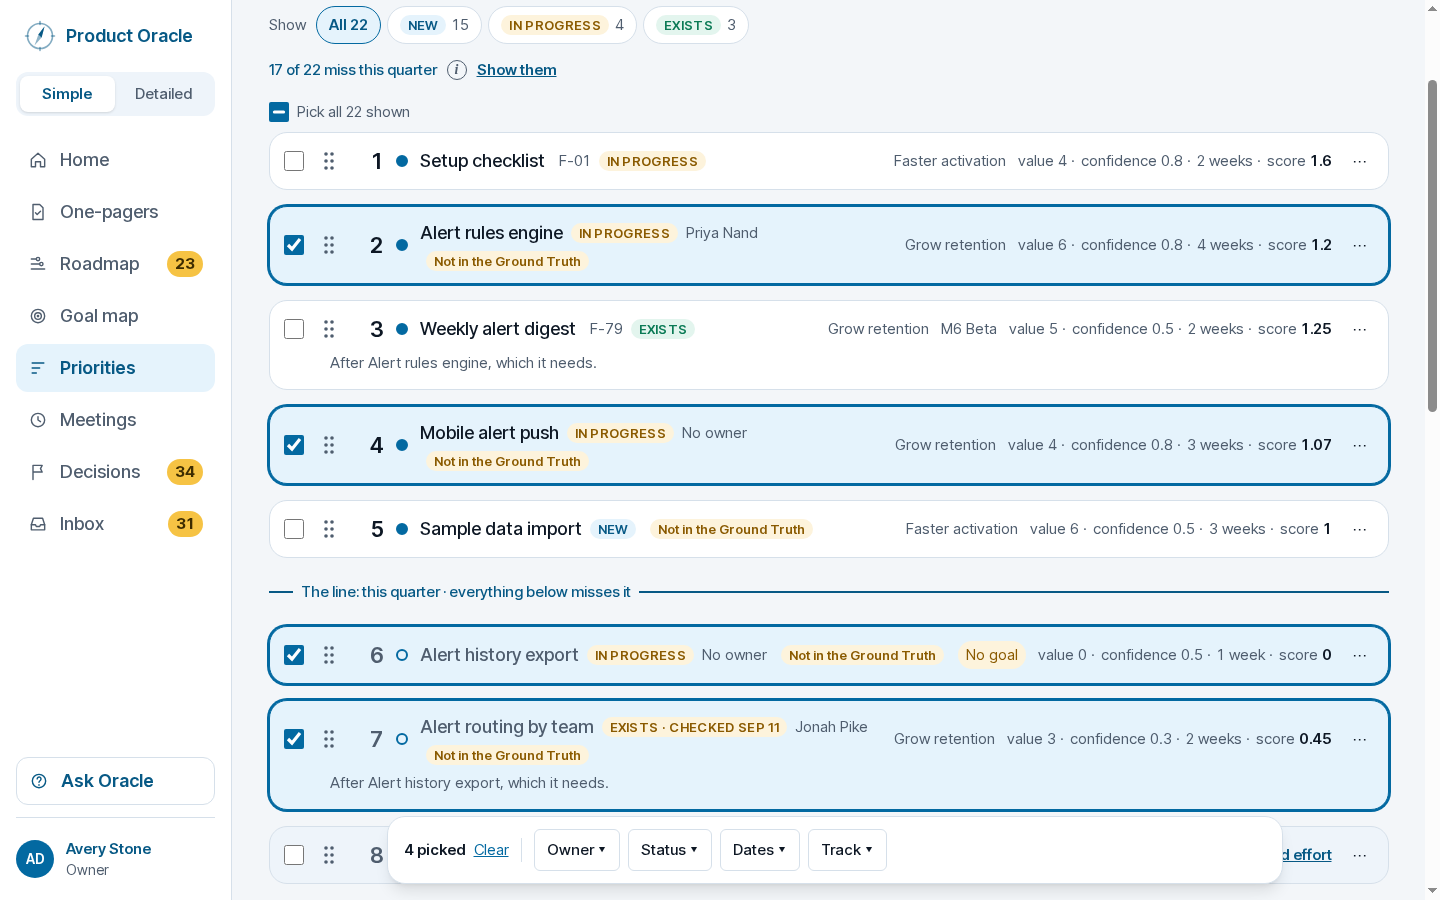 Product Oracle
Simple
Detailed
Home
One-pagers
Roadmap 23
Goal map
Priorities
Meetings
Decisions 34
Inbox 31
Ask Oracle
AD
Avery Stone
Owner
Show All 22 NEW 15 IN PROGRESS 4 EXISTS 3
17 of 22 miss this quarter i Show them
Pick all 22 shown
1 Setup checklist F-01 IN PROGRESS Faster activation value 4 · confidence 0.8 · 2 weeks · score 1.6 ...
2 Alert rules engine IN PROGRESS Priya Nand Grow retention value 6 · confidence 0.8 · 4 weeks · score 1.2 ...
Not in the Ground Truth
3 Weekly alert digest F-79 EXISTS Grow retention M6 Beta value 5 · confidence 0.5 · 2 weeks · score 1.25 ...
After Alert rules engine, which it needs.
4 Mobile alert push IN PROGRESS No owner Grow retention value 4 · confidence 0.8 · 3 weeks · score 1.07 ...
Not in the Ground Truth
5 Sample data import NEW Not in the Ground Truth Faster activation value 6 · confidence 0.5 · 3 weeks · score 1 ...
The line: this quarter · everything below misses it
6 Alert history export IN PROGRESS No owner Not in the Ground Truth No goal value 0 · confidence 0.5 · 1 week · score 0 ...
7 Alert routing by team EXISTS · CHECKED SEP 11 Jonah Pike Grow retention value 3 · confidence 0.3 · 2 weeks · score 0.45 ...
Not in the Ground Truth
After Alert history export, which it needs.
8 effort ...
4 picked Clear Owner ▾ Status ▾ Dates ▾ Track ▾